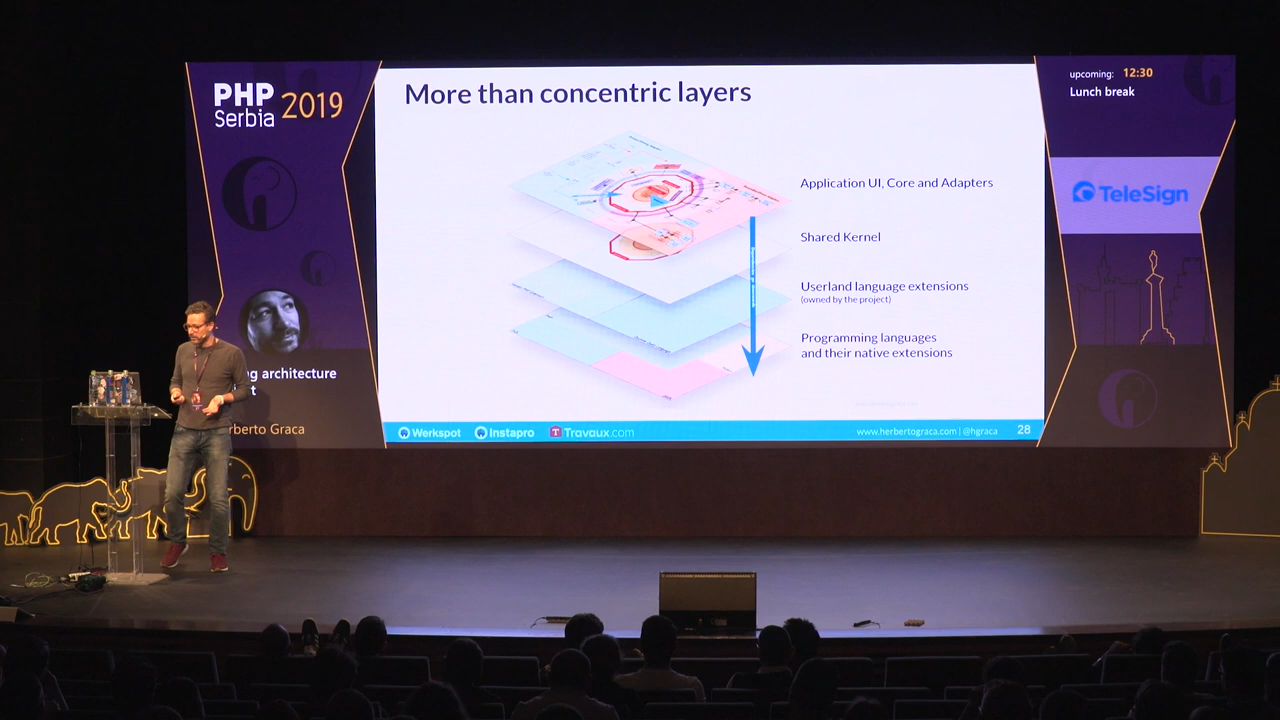 PHP
Serbia 2019
ng architecture
t
rberto Graca
More than concentric layers
Application UI, Core and Adapters
Shared Kernel
Userland language extensions
(owned by the project)
Programming languages
and their native extensions
Werkspot
Instapro
T Travaux.com
www.herbertograca.com | @hgraca
28
upcoming: 12:30
Lunch break
TeleSign